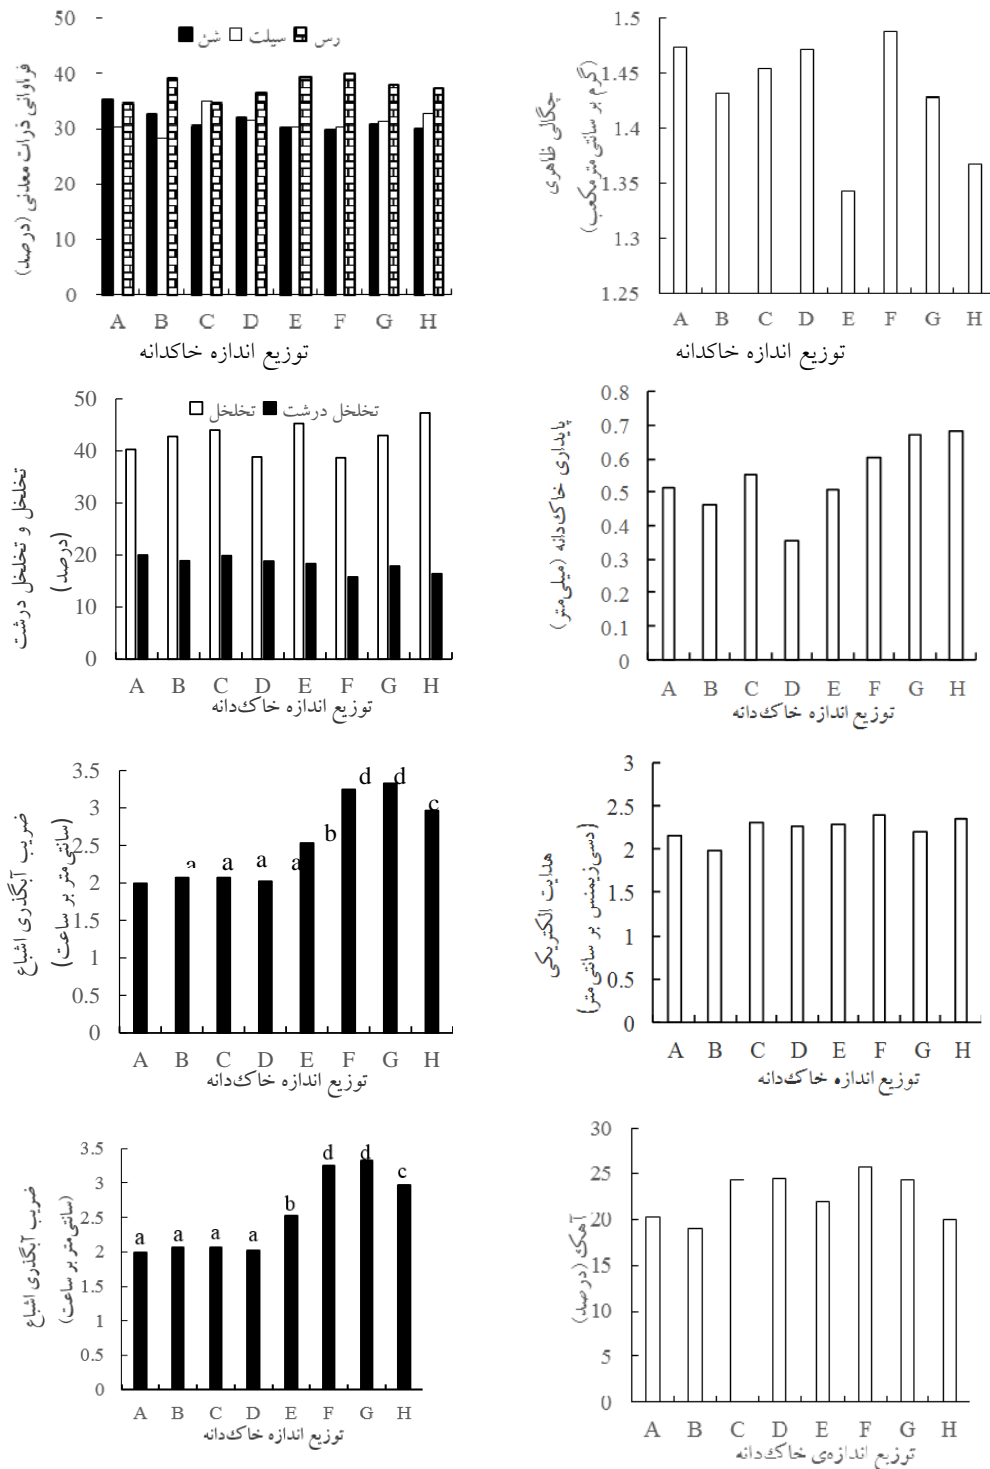 شن سیلت رس
فراوانی ذرات معدنی (درصد)
50
40
30
20
10
0
A B C D E F G H
توزیع اندازه خاکدانه
چگالی ظاهری
(گرم بر سانتی‌مترمکعب)
1.5
1.45
1.4
1.35
1.3
1.25
A B C D E F G H
توزیع اندازه خاکدانه
تخلخل تخلخل درشت
تخلخل و تخلخل درشت
(درصد)
50
40
30
20
10
0
A B C D E F G H
توزیع اندازه خاک‌دانه
پایداری خاک‌دانه (میلی‌متر)
0.8
0.7
0.6
0.5
0.4
0.3
0.2
0.1
0
A B C D E F G H
توزیع اندازه خاک‌دانه
ضریب آبگذری اشباع
(سانتی‌متر بر ساعت)
3.5
3
2.5
2
1.5
1
0.5
0
a a a a b d d c
A B C D E F G H
توزیع اندازه خاک‌دانه
هدایت الکتریکی
(دسی‌زیمنس بر سانتی‌متر)
3
2.5
2
1.5
1
0.5
0
A B C D E F G H
توزیع اندازه خاک‌دانه
ضریب آبگذری اشباع
(سانتی‌متر بر ساعت)
3.5
3
2.5
2
1.5
1
0.5
0
a a a a b d d c
A B C D E F G H
توزیع اندازه خاک‌دانه
آهک (درصد)
30
25
20
15
10
5
0
A B C D E F G H
توزیع اندازه‌ی خاک‌دانه